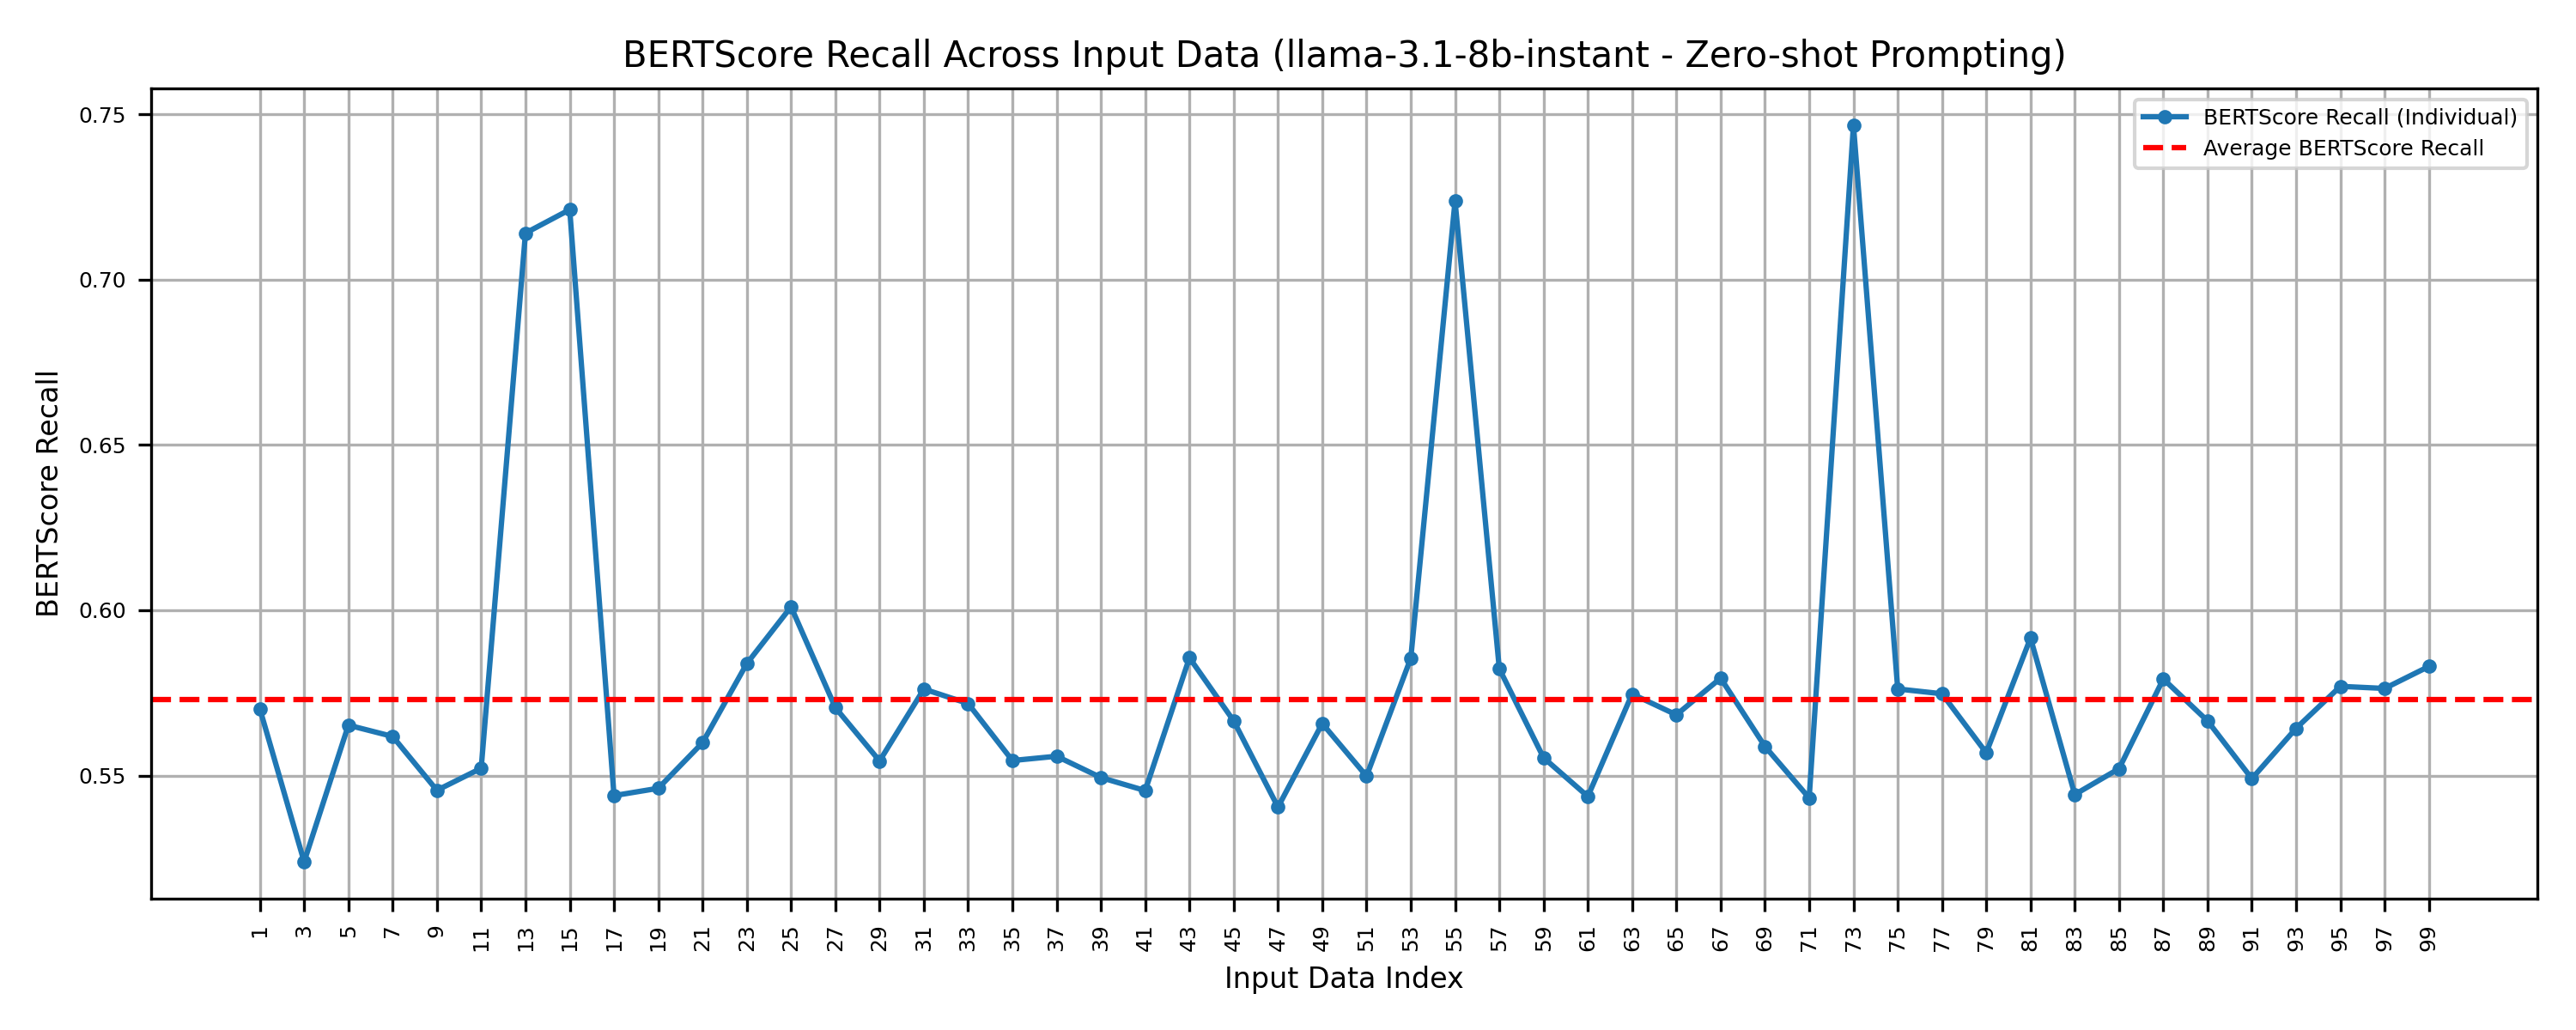 BERTScore Recall Across Input Data (llama-3.1-8b-instant - Zero-shot Prompting)
BERTScore Recall (Individual)
Average BERTScore Recall
BERTScore Recall
0.75
0.70
0.65
0.60
0.55
1 3 5 7 9 11 13 15 17 19 21 23 25 27 29 31 33 35 37 39 41 43 45 47 49 51 53 55 57 59 61 63 65 67 69 71 73 75 77 79 81 83 85 87 89 91 93 95 97 99
Input Data Index